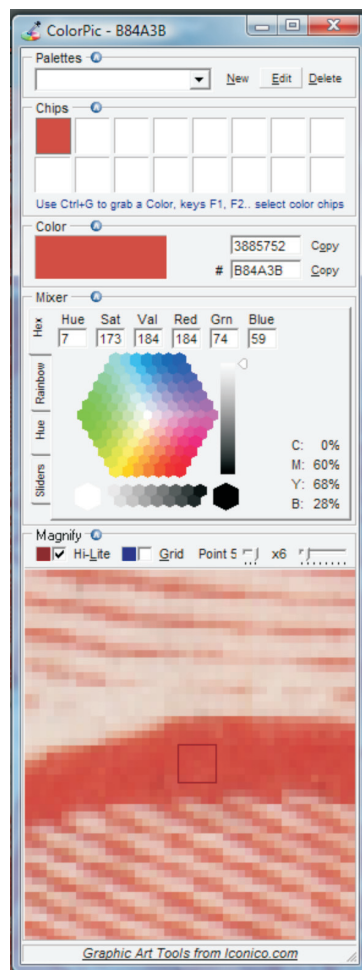 ColorPic - B84A3B
Palettes
New Edit Delete
Chips
Use Ctrl+G to grab a Color, keys F1, F2.. select color chips
Color
3885752 Copy
# B84A3B Copy
Mixer
Hex
Rainbow
Hue
Sliders
Hue Sat Val Red Grn Blue
7 173 184 184 74 59
C: 0%
M: 60%
Y: 68%
B: 28%
Magnify
Hi-Lite Grid Point 5 x6
Graphic Art Tools from Iconico.com